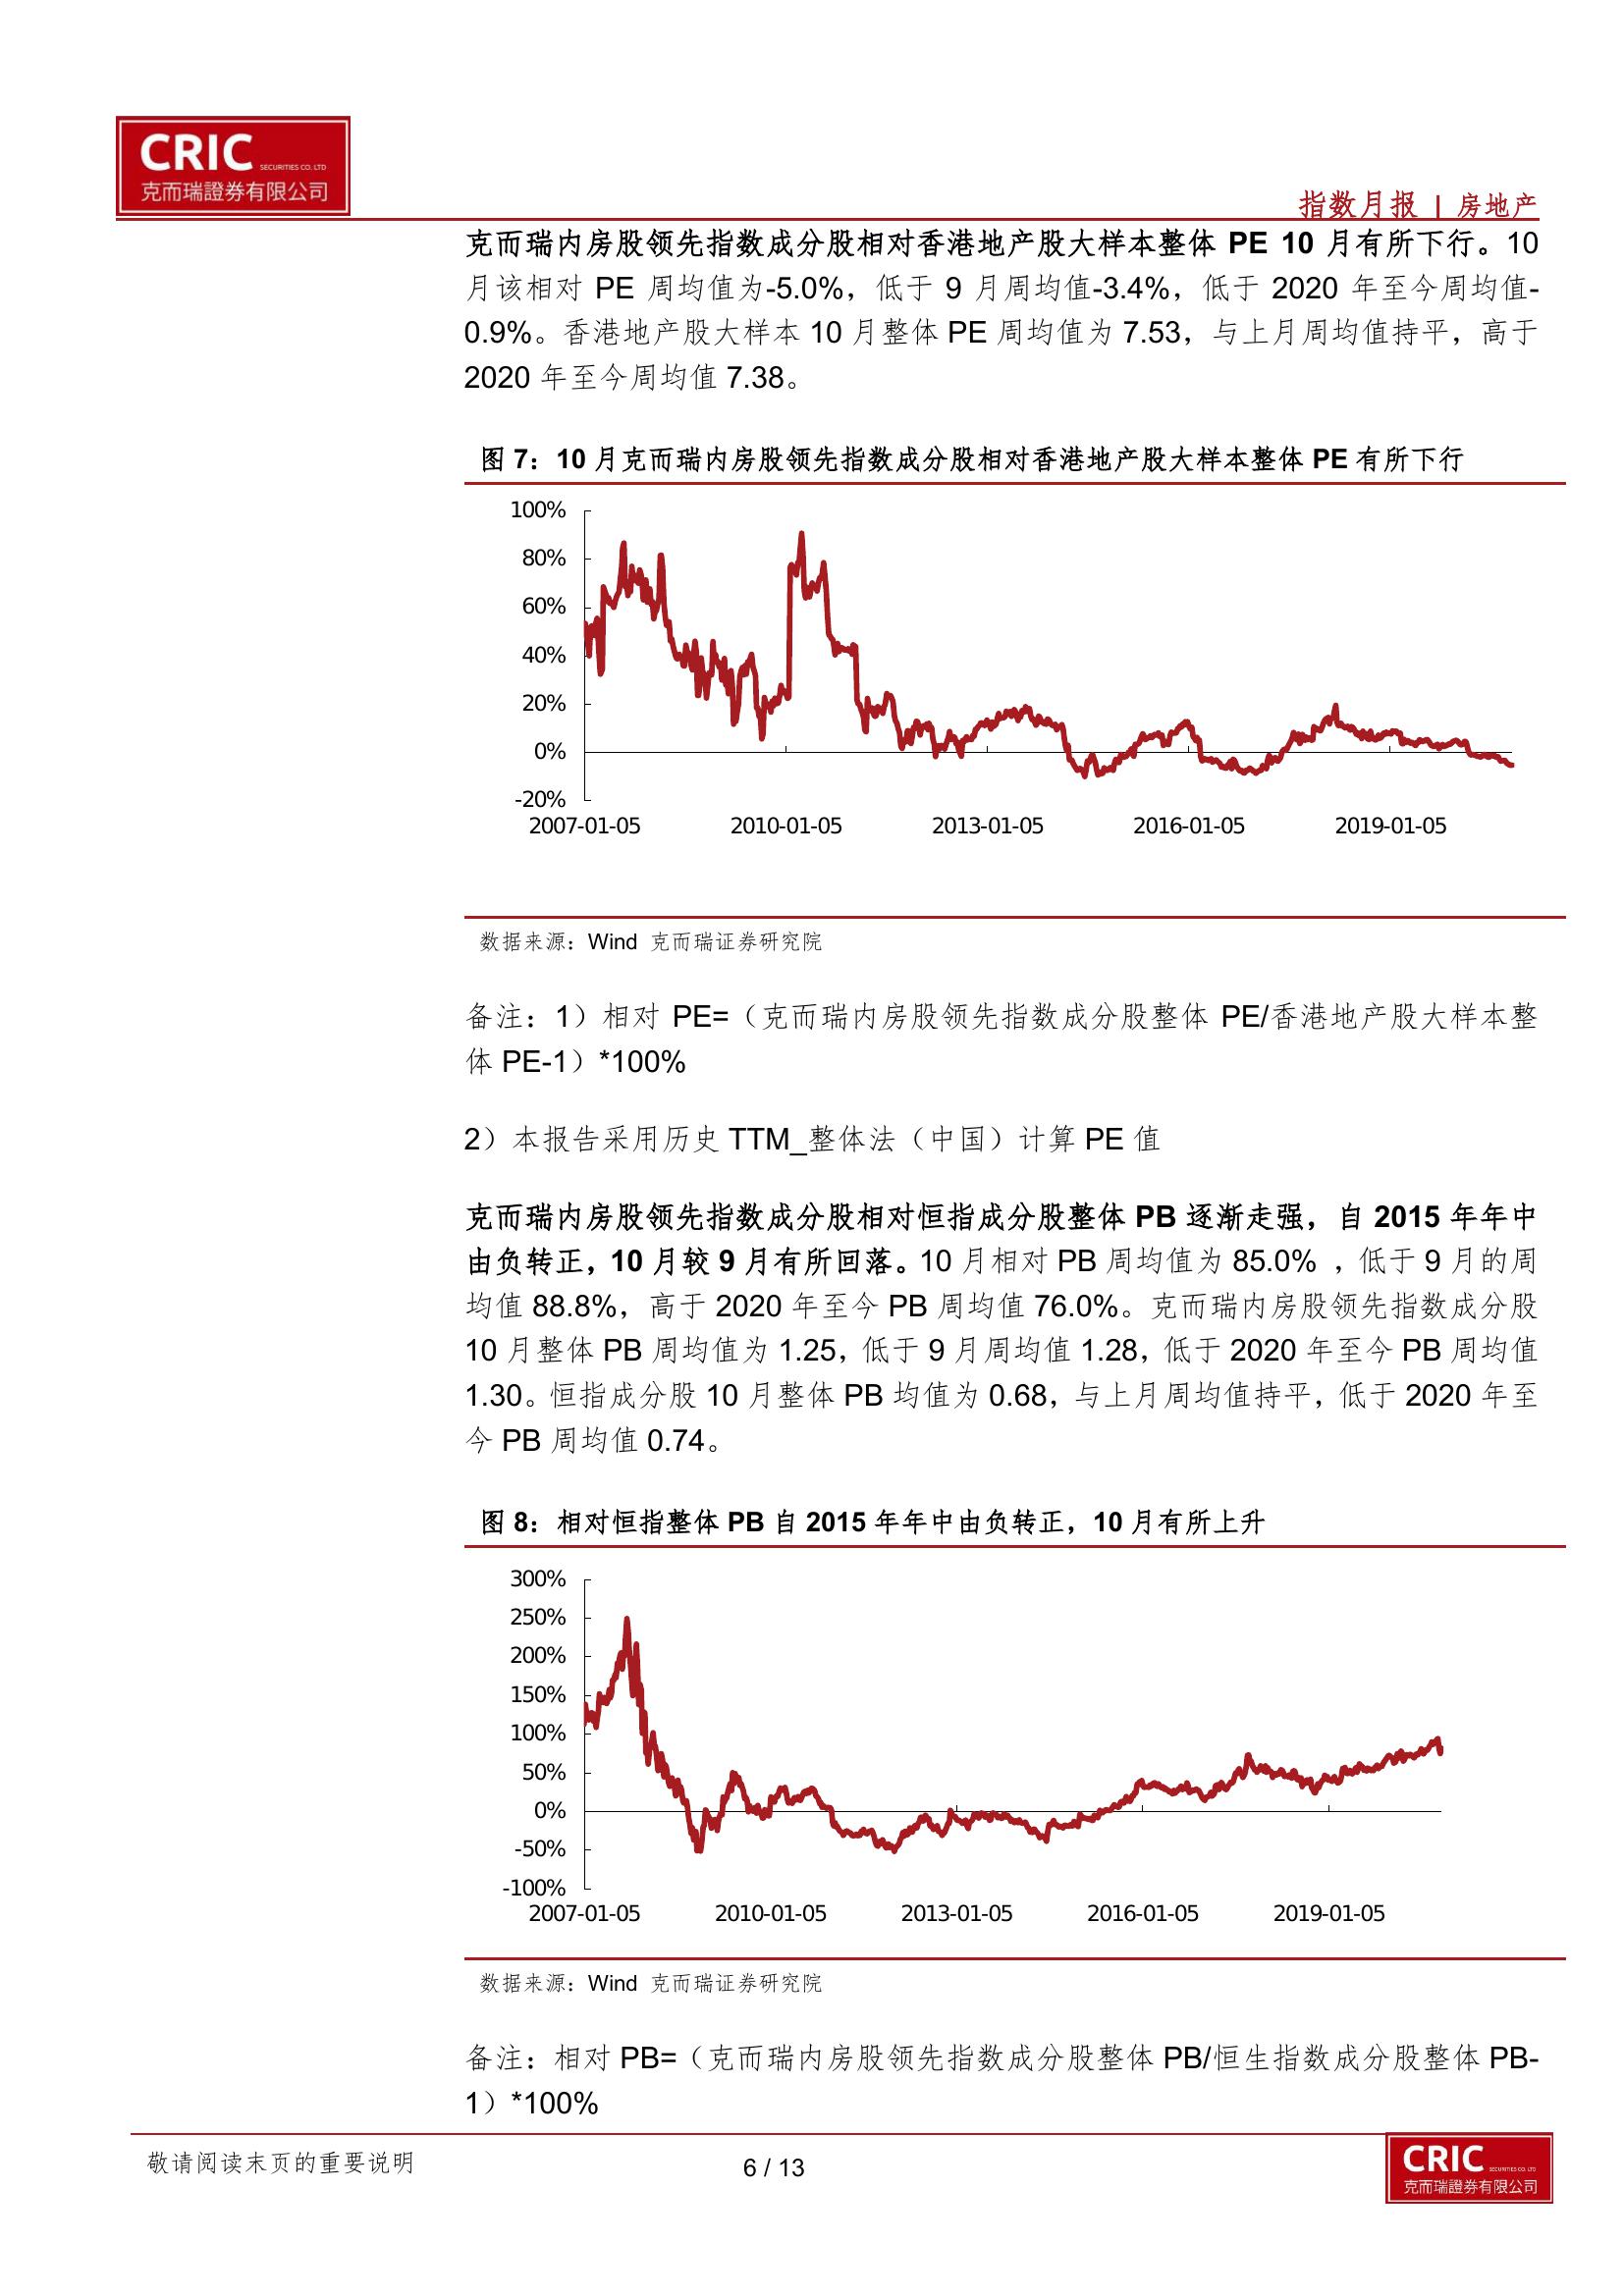 CRIC SECURITIES CO. LTD
克而瑞證券有限公司
指数月报 | 房地产
克而瑞内房股领先指数成分股相对香港地产股大样本整体 PE 10 月有所下行。10
月该相对 PE 周均值为-5.0%，低于 9 月周均值-3.4%，低于 2020 年至今周均值-
0.9%。香港地产股大样本 10 月整体 PE 周均值为 7.53，与上月周均值持平，高于
2020 年至今周均值 7.38。
图 7：10 月克而瑞内房股领先指数成分股相对香港地产股大样本整体 PE 有所下行
100%
80%
60%
40%
20%
0%
-20%
2007-01-05 2010-01-05 2013-01-05 2016-01-05 2019-01-05
数据来源：Wind 克而瑞证券研究院
备注：1）相对 PE=（克而瑞内房股领先指数成分股整体 PE/香港地产股大样本整
体 PE-1）*100%
2）本报告采用历史 TTM_整体法（中国）计算 PE 值
克而瑞内房股领先指数成分股相对恒指成分股整体 PB 逐渐走强，自 2015 年年中
由负转正，10 月较 9 月有所回落。10 月相对 PB 周均值为 85.0% ，低于 9 月的周
均值 88.8%，高于 2020 年至今 PB 周均值 76.0%。克而瑞内房股领先指数成分股
10 月整体 PB 周均值为 1.25，低于 9 月周均值 1.28，低于 2020 年至今 PB 周均值
1.30。恒指成分股 10 月整体 PB 均值为 0.68，与上月周均值持平，低于 2020 年至
今 PB 周均值 0.74。
图 8：相对恒指整体 PB 自 2015 年年中由负转正，10 月有所上升
300%
250%
200%
150%
100%
50%
0%
-50%
-100%
2007-01-05 2010-01-05 2013-01-05 2016-01-05 2019-01-05
数据来源：Wind 克而瑞证券研究院
备注：相对 PB=（克而瑞内房股领先指数成分股整体 PB/恒生指数成分股整体 PB-
1）*100%
敬请阅读末页的重要说明
6 / 13
CRIC SECURITIES CO. LTD
克而瑞證券有限公司